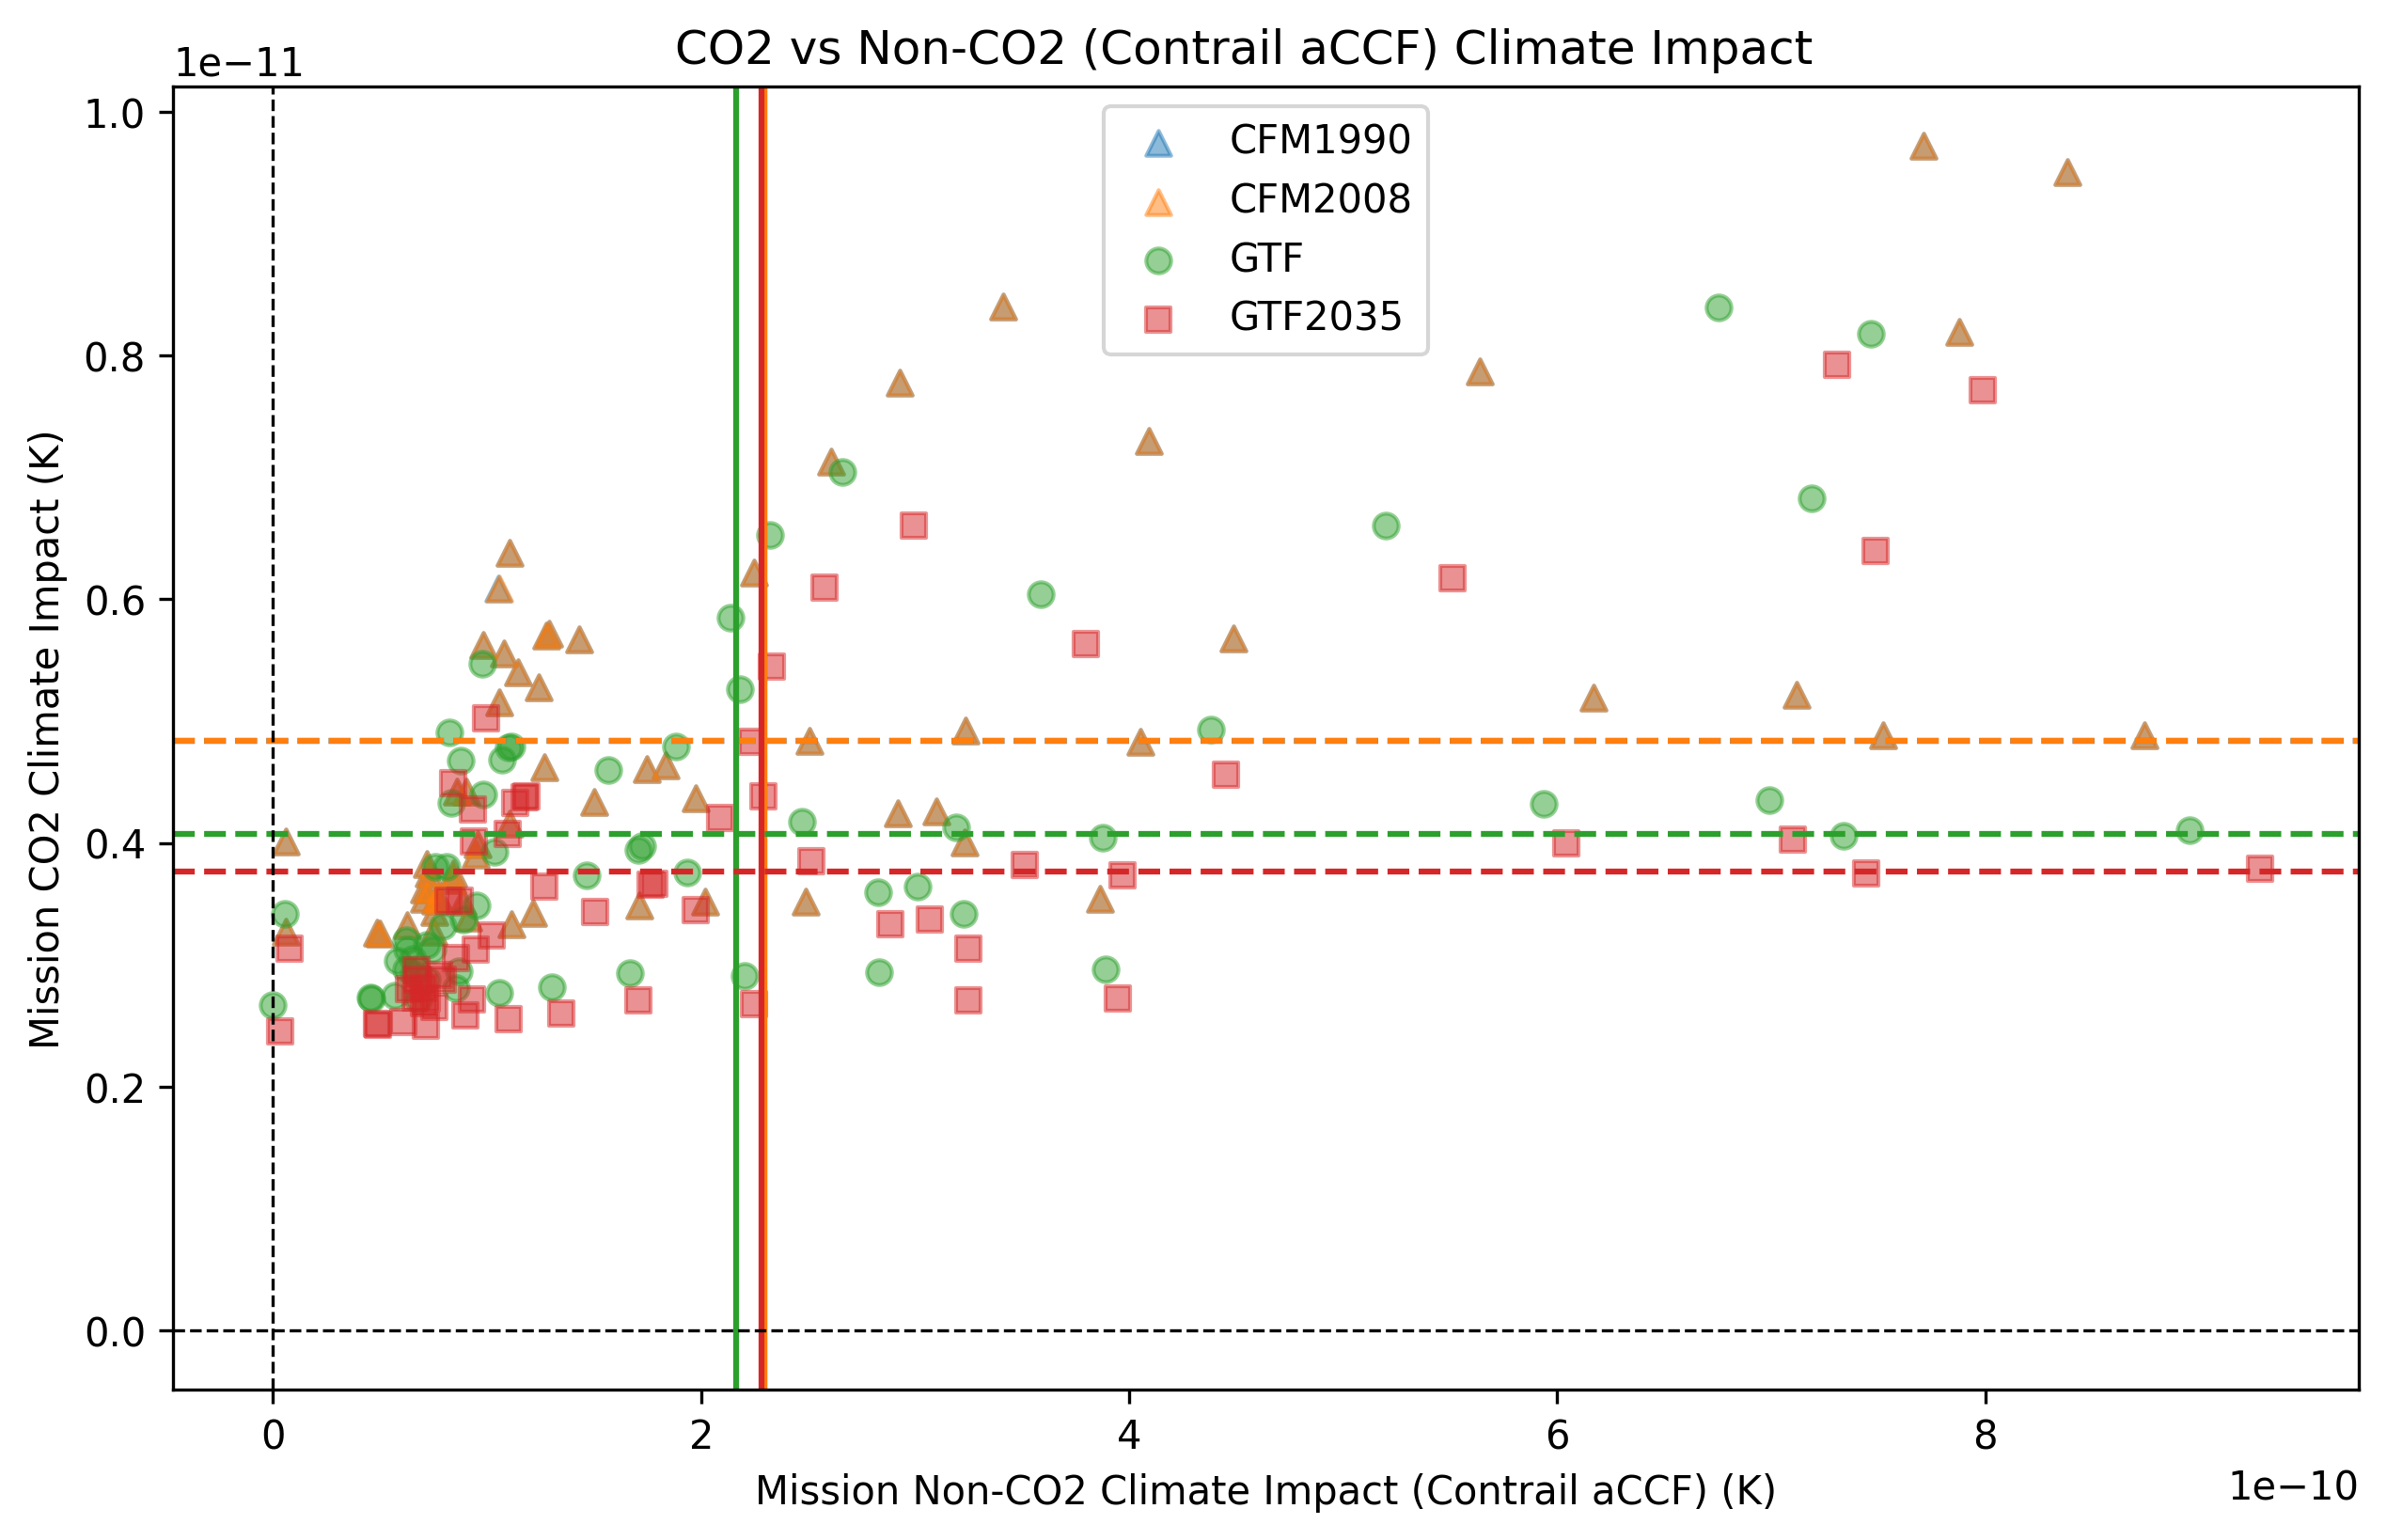 CO2 vs Non-CO2 (Contrail aCCF) Climate Impact
1e−11
1.0
0.8
0.6
0.4
0.2
0.0
Mission CO2 Climate Impact (K)
CFM1990
CFM2008
GTF
GTF2035
0 2 4 6 8
1e−10
Mission Non-CO2 Climate Impact (Contrail aCCF) (K)